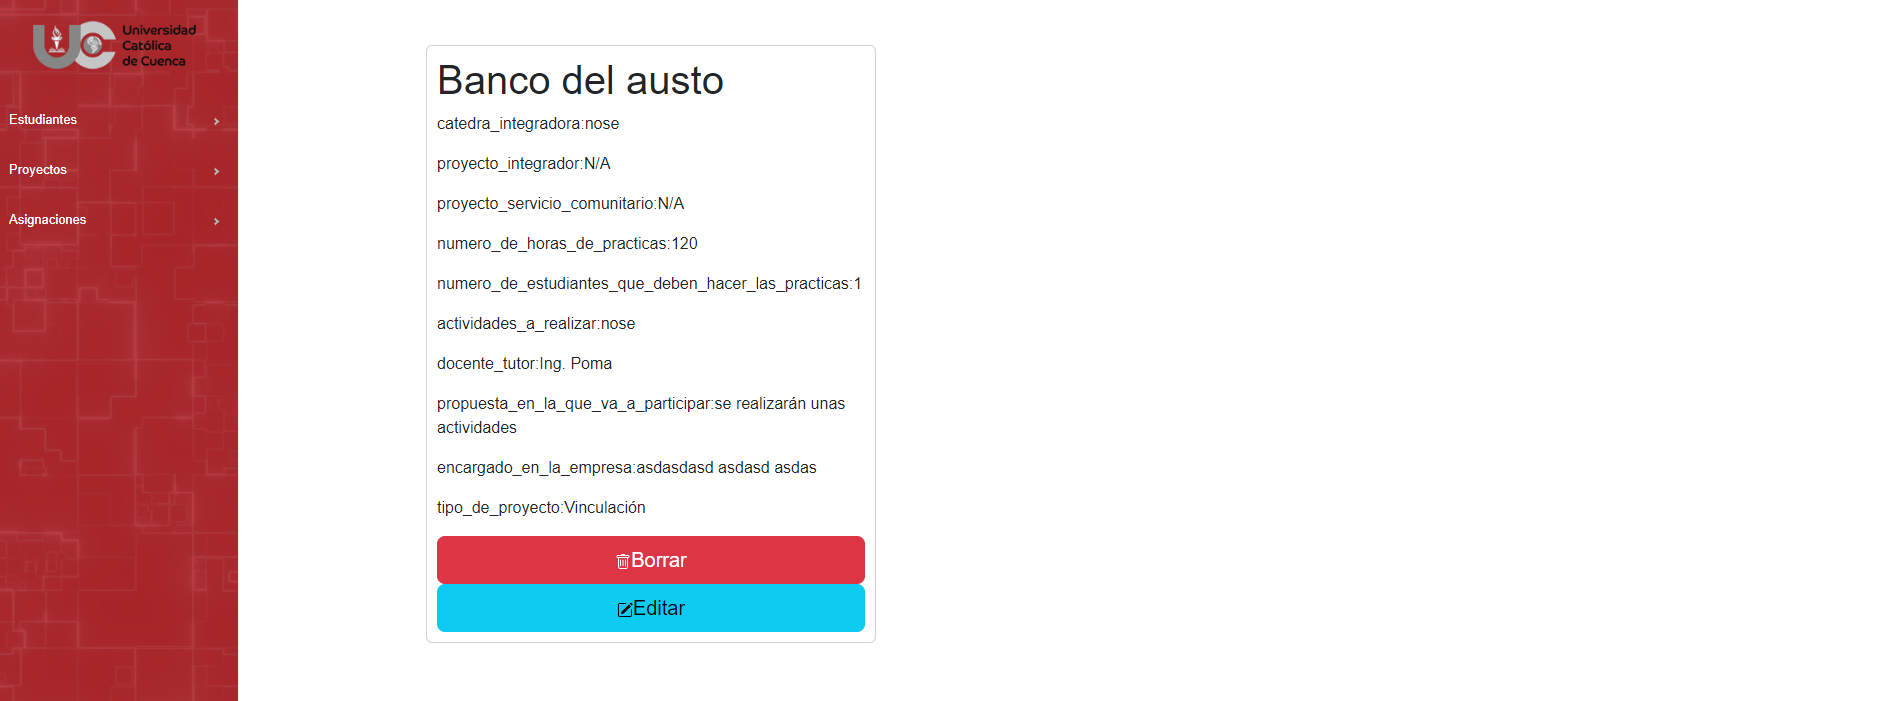 Universidad
Católica
de Cuenca
Estudiantes
Proyectos
Asignaciones
Banco del austo
catedra_integradora:nose
proyecto_integrador:N/A
proyecto_servicio_comunitario:N/A
numero_de_horas_de_practicas:120
numero_de_estudiantes_que_deben_hacer_las_practicas:1
actividades_a_realizar:nose
docente_tutor:Ing. Poma
propuesta_en_la_que_va_a_participar:se realizarán unas
actividades
encargado_en_la_empresa:asdasdasd asdasd asdas
tipo_de_proyecto:Vinculación
Borrar
Editar